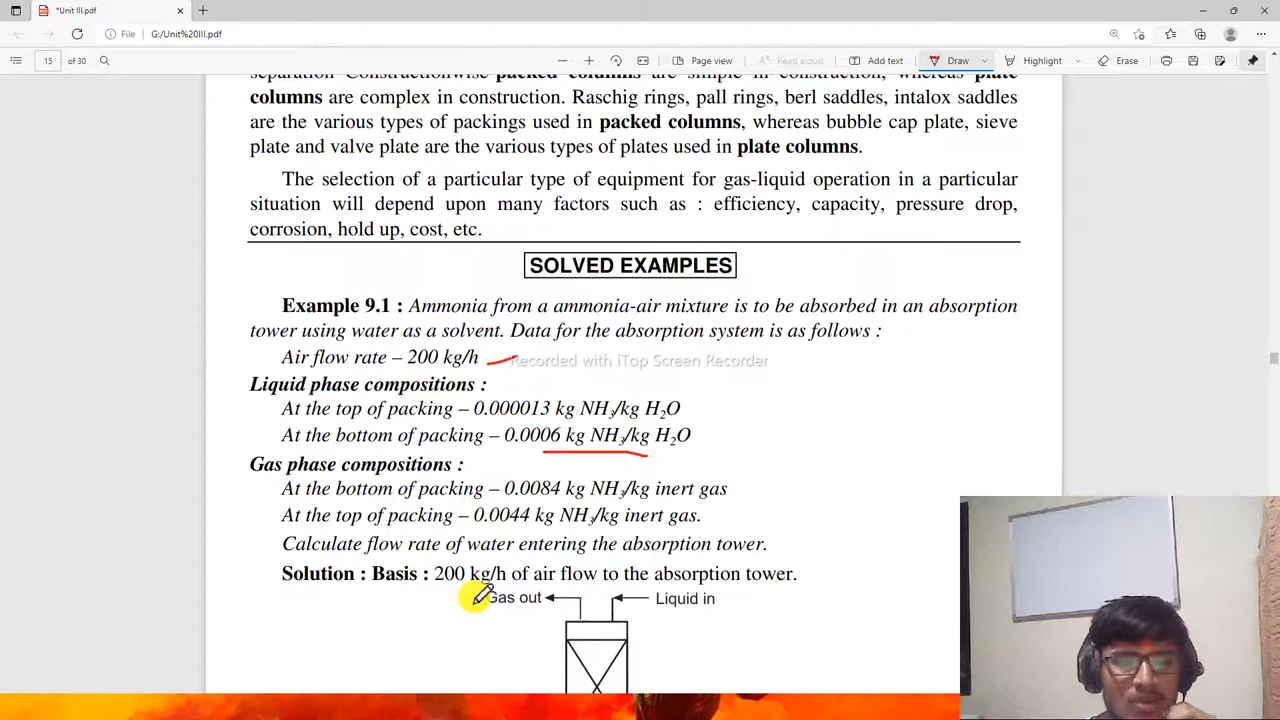 *Unit III.pdf
File
G:/Unit%20III.pdf
15 of 30
Page view
Read aloud
Add text
Draw
Highlight
Erase
separation Constructionwise packed columns are simple in construction, whereas plate
columns are complex in construction. Raschig rings, pall rings, berl saddles, intalox saddles
are the various types of packings used in packed columns, whereas bubble cap plate, sieve
plate and valve plate are the various types of plates used in plate columns.
The selection of a particular type of equipment for gas-liquid operation in a particular
situation will depend upon many factors such as : efficiency, capacity, pressure drop,
corrosion, hold up, cost, etc.
SOLVED EXAMPLES
Example 9.1 : Ammonia from a ammonia-air mixture is to be absorbed in an absorption
tower using water as a solvent. Data for the absorption system is as follows :
Air flow rate – 200 kg/h
Recorded with iTop Screen Recorder
Liquid phase compositions :
At the top of packing – 0.000013 kg NH3/kg H2O
At the bottom of packing – 0.0006 kg NH3/kg H2O
Gas phase compositions :
At the bottom of packing – 0.0084 kg NH3/kg inert gas
At the top of packing – 0.0044 kg NH3/kg inert gas.
Calculate flow rate of water entering the absorption tower.
Solution : Basis : 200 kg/h of air flow to the absorption tower.
Gas out
Liquid in